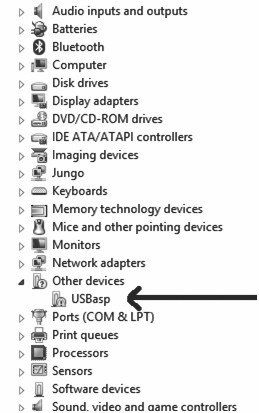 Audio inputs and outputs
Batteries
Bluetooth
Computer
Disk drives
Display adapters
DVD/CD-ROM drives
IDE ATA/ATAPI controllers
Imaging devices
Jungo
Keyboards
Memory technology devices
Mice and other pointing devices
Monitors
Network adapters
Other devices
USBasp
Ports (COM & LPT)
Print queues
Processors
Sensors
Software devices
Sound, video and game controllers